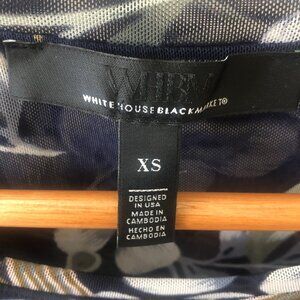 WHBM
WHITE HOUSE BLACK MARKET®
XS
DESIGNED
IN USA
MADE IN
CAMBODIA
HECHO EN
CAMBODIA